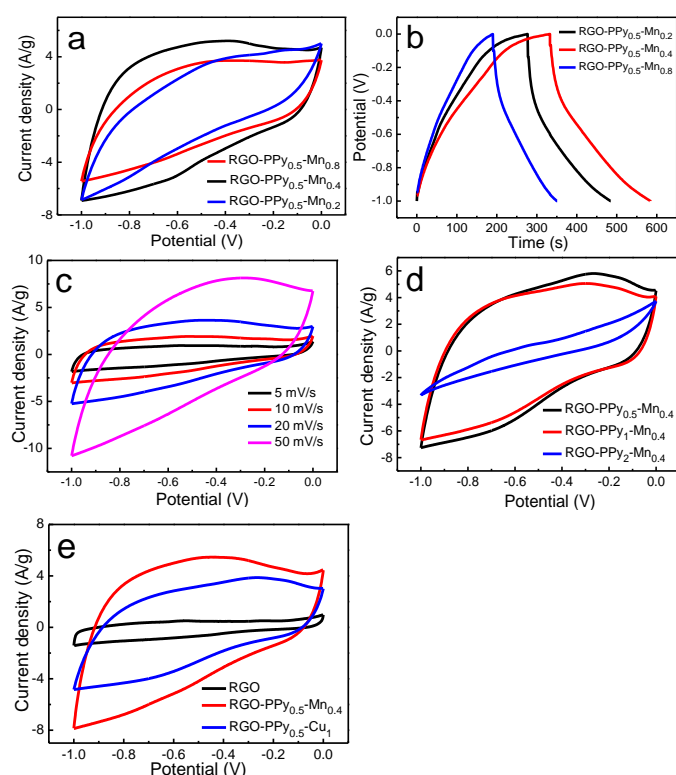 a
Current density (A/g)
8
4
0
-4
-8
-1.0 -0.8 -0.6 -0.4 -0.2 0.0
Potential (V)
RGO-PPy0.5-Mn0.8
RGO-PPy0.5-Mn0.4
RGO-PPy0.5-Mn0.2
b
Potential (V)
0.0
-0.2
-0.4
-0.6
-0.8
-1.0
0 100 200 300 400 500 600
Time (s)
RGO-PPy0.5-Mn0.2
RGO-PPy0.5-Mn0.4
RGO-PPy0.5-Mn0.8
c
Current density (A/g)
10
5
0
-5
-10
-1.0 -0.8 -0.6 -0.4 -0.2 0.0
Potential (V)
5 mV/s
10 mV/s
20 mV/s
50 mV/s
d
Current density (A/g)
6
4
2
0
-2
-4
-6
-8
-1.0 -0.8 -0.6 -0.4 -0.2 0.0
Potential (V)
RGO-PPy0.5-Mn0.4
RGO-PPy1-Mn0.4
RGO-PPy2-Mn0.4
e
Current density (A/g)
8
4
0
-4
-8
-1.0 -0.8 -0.6 -0.4 -0.2 0.0
Potential (V)
RGO
RGO-PPy0.5-Mn0.4
RGO-PPy0.5-Cu1